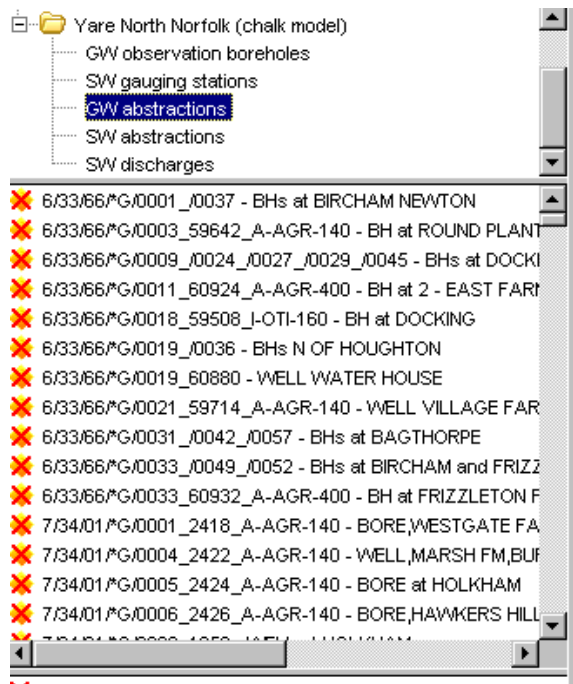 Yare North Norfolk (chalk model)
GW observation boreholes
SW gauging stations
GW abstractions
SW abstractions
SW discharges
6/33/66/*G/0001_/0037 - BHs at BIRCHAM NEWTON
6/33/66/*G/0003_59642_A-AGR-140 - BH at ROUND PLANT
6/33/66/*G/0009_/0024_/0027_/0029_/0045 - BHs at DOCKI
6/33/66/*G/0011_60924_A-AGR-400 - BH at 2 - EAST FARM
6/33/66/*G/0018_59508_I-OTI-160 - BH at DOCKING
6/33/66/*G/0019_/0036 - BHs N OF HOUGHTON
6/33/66/*G/0019_60880 - WELL WATER HOUSE
6/33/66/*G/0021_59714_A-AGR-140 - WELL VILLAGE FAR
6/33/66/*G/0031_/0042_/0057 - BHs at BAGTHORPE
6/33/66/*G/0033_/0049_/0052 - BHs at BIRCHAM and FRIZZ
6/33/66/*G/0033_60932_A-AGR-400 - BH at FRIZZLETON F
7/34/01/*G/0001_2418_A-AGR-140 - BORE,WESTGATE FA
7/34/01/*G/0004_2422_A-AGR-140 - WELL,MARSH FM,BUR
7/34/01/*G/0005_2424_A-AGR-140 - BORE at HOLKHAM
7/34/01/*G/0006_2426_A-AGR-140 - BORE,HAWKERS HILL